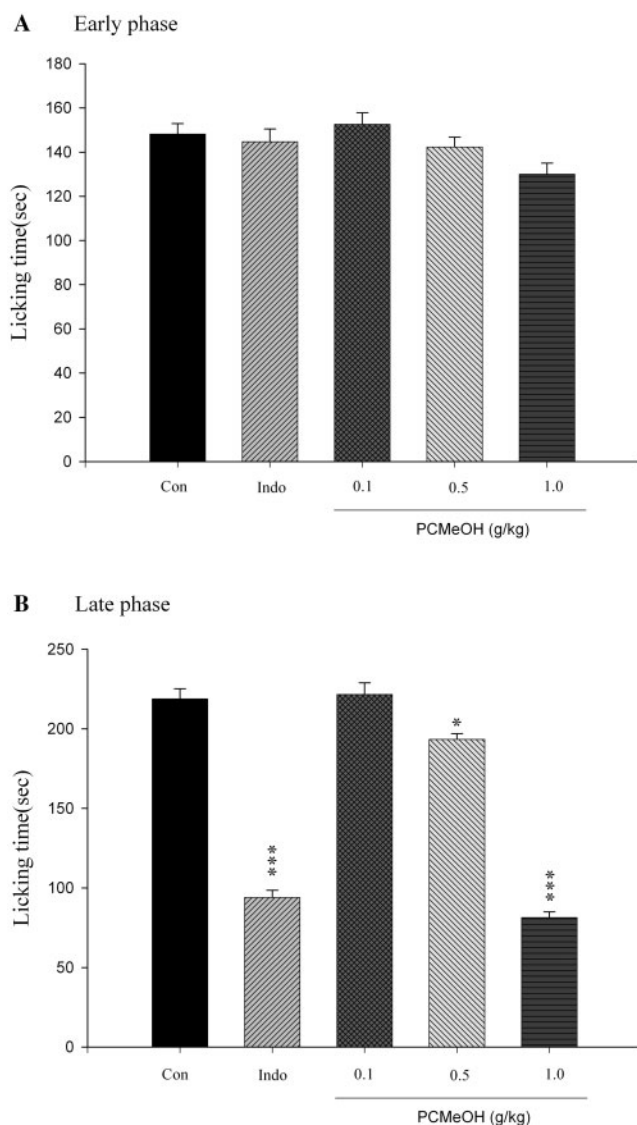 A Early phase
180
160
140
120
100
80
60
40
20
0
Licking time(sec)
Con Indo 0.1 0.5 1.0
PCMeOH (g/kg)
B Late phase
250
200
150
100
50
0
Licking time(sec)
***
*
***
Con Indo 0.1 0.5 1.0
PCMeOH (g/kg)